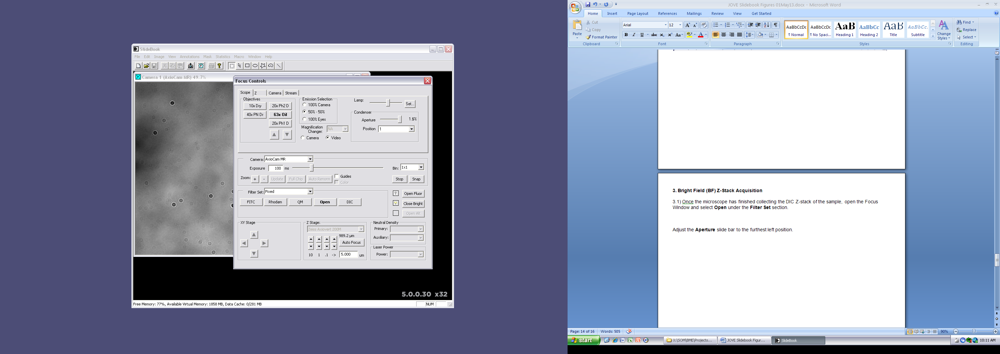 SlideBook
File Edit Image View Annotations Mask Statistics Macro Window Help
Camera 1 (AxioCam MR) 49.7%
Focus Controls
Scope Z Camera Stream
Objectives
10x Dry 20x Ph2 D
40x PN Dr 63x Oil
20x Ph1 D
Emission Selection
100% Camera
50% - 50%
100% Eyes
Magnification
Changer: NA
Camera Video
Lamp: Set...
Condenser
Aperture 1.$%
Position 1
Camera: AxioCam MR
Exposure 100 ms Bin: 1x1
Zoom: + - Update Full Chip Auto Renorm Guides
Color
Stop Snap
Filter Set: Fixed
FITC Rhodam QM Open DIC
Open Fluor
Close Bright
Open Alt
XY Stage
Z Stage:
Zeiss Axiovert 200M
989.2 µm
Auto Focus
10 1 .1 -> 5.000 um
Neutral Density
Primary:
Auxiliary:
Laser Power
Power:
5.0.0.30 x32
Free Memory: 77%, Available Virtual Memory: 1858 MB, Data Cache: 0/281 MB NUM
JOVE Slidebook Figures 01May13.docx - Microsoft Word
Home Insert Page Layout References Mailings Review View Get Started
Paste
Cut
Copy
Format Painter
Clipboard
Arial 12
B I U abc x₂ x² Aa
Font
Paragraph
AaBbCcDc AaBbCcDc AaB AaBbCc AaB AaBbCc.
¶ Normal ¶ No Spaci... Heading 1 Heading 2 Title Subtitle
Change
Styles
Styles
Find
Replace
Select
Editing
3. Bright Field (BF) Z-Stack Acquisition
3.1) Once the microscope has finished collecting the DIC Z-stack of the sample, open the Focus
Window and select Open under the Filter Set section.
Adjust the Aperture slide bar to the furthest left position.
Page: 14 of 16 Words: 505 90%
start X:\SOM\BME\Projects... JOVE Slidebook Figur... SlideBook 10:11 AM